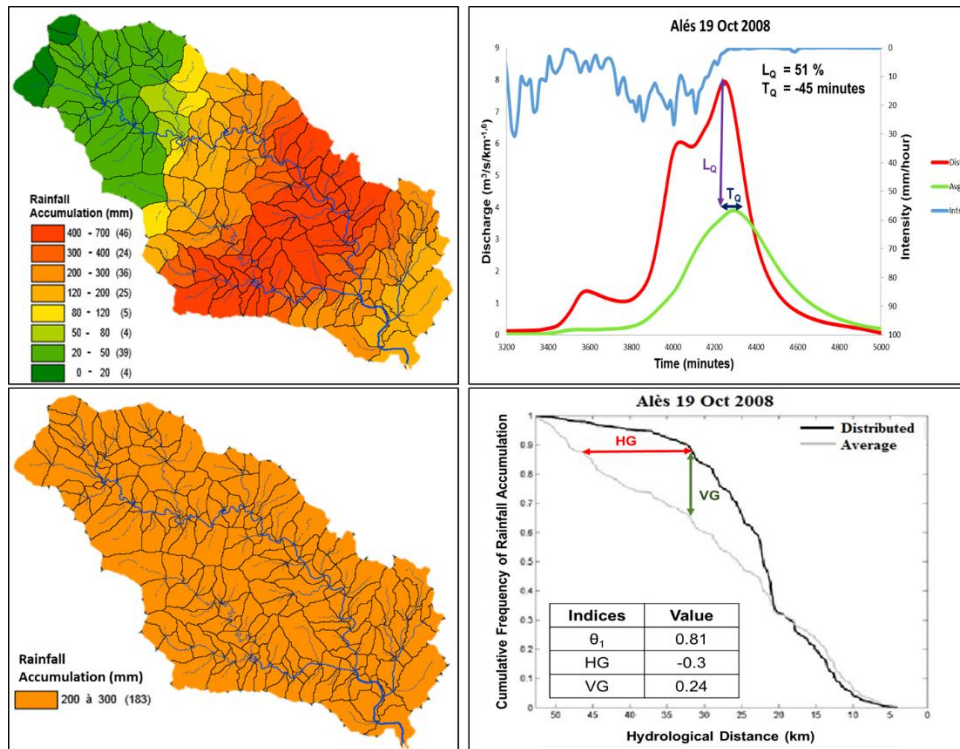 Rainfall
Accumulation (mm)
400 - 700 (46)
300 - 400 (24)
200 - 300 (36)
120 - 200 (25)
80 - 120 (5)
50 - 80 (4)
20 - 50 (39)
0 - 20 (4)
Alés 19 Oct 2008
L_Q = 51 %
T_Q = -45 minutes
Discharge (m³/s/km⁻¹·⁶)
9
8
7
6
5
4
3
2
1
0
L_Q
T_Q
0
10
20
30
40
50
60
70
80
90
100
Intensity (mm/hour)
Dist
Avg
Inte
3200 3400 3600 3800 4000 4200 4400 4600 4800 5000
Time (minutes)
Rainfall
Accumulation (mm)
200 à 300 (183)
Alès 19 Oct 2008
Cumulative Frequency of Rainfall Accumulation
1
0.9
0.8
0.7
0.6
0.5
0.4
0.3
0.2
0.1
0
Distributed
Average
HG
VG
Indices Value
θ₁ 0.81
HG -0.3
VG 0.24
50 45 40 35 30 25 20 15 10 5 0
Hydrological Distance (km)